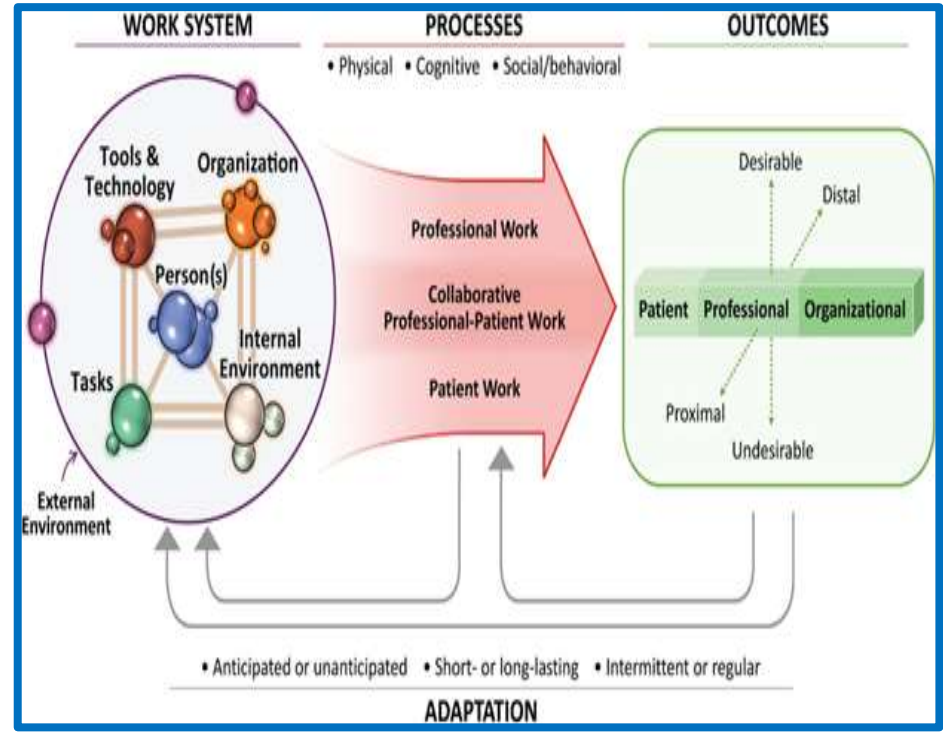 WORK SYSTEM
PROCESSES
OUTCOMES
• Physical • Cognitive • Social/behavioral
Tools &
Technology
Organization
Person(s)
Internal
Environment
Tasks
External
Environment
Professional Work
Collaborative
Professional-Patient Work
Patient Work
Desirable
Distal
Patient
Professional
Organizational
Proximal
Undesirable
• Anticipated or unanticipated • Short- or long-lasting • Intermittent or regular
ADAPTATION